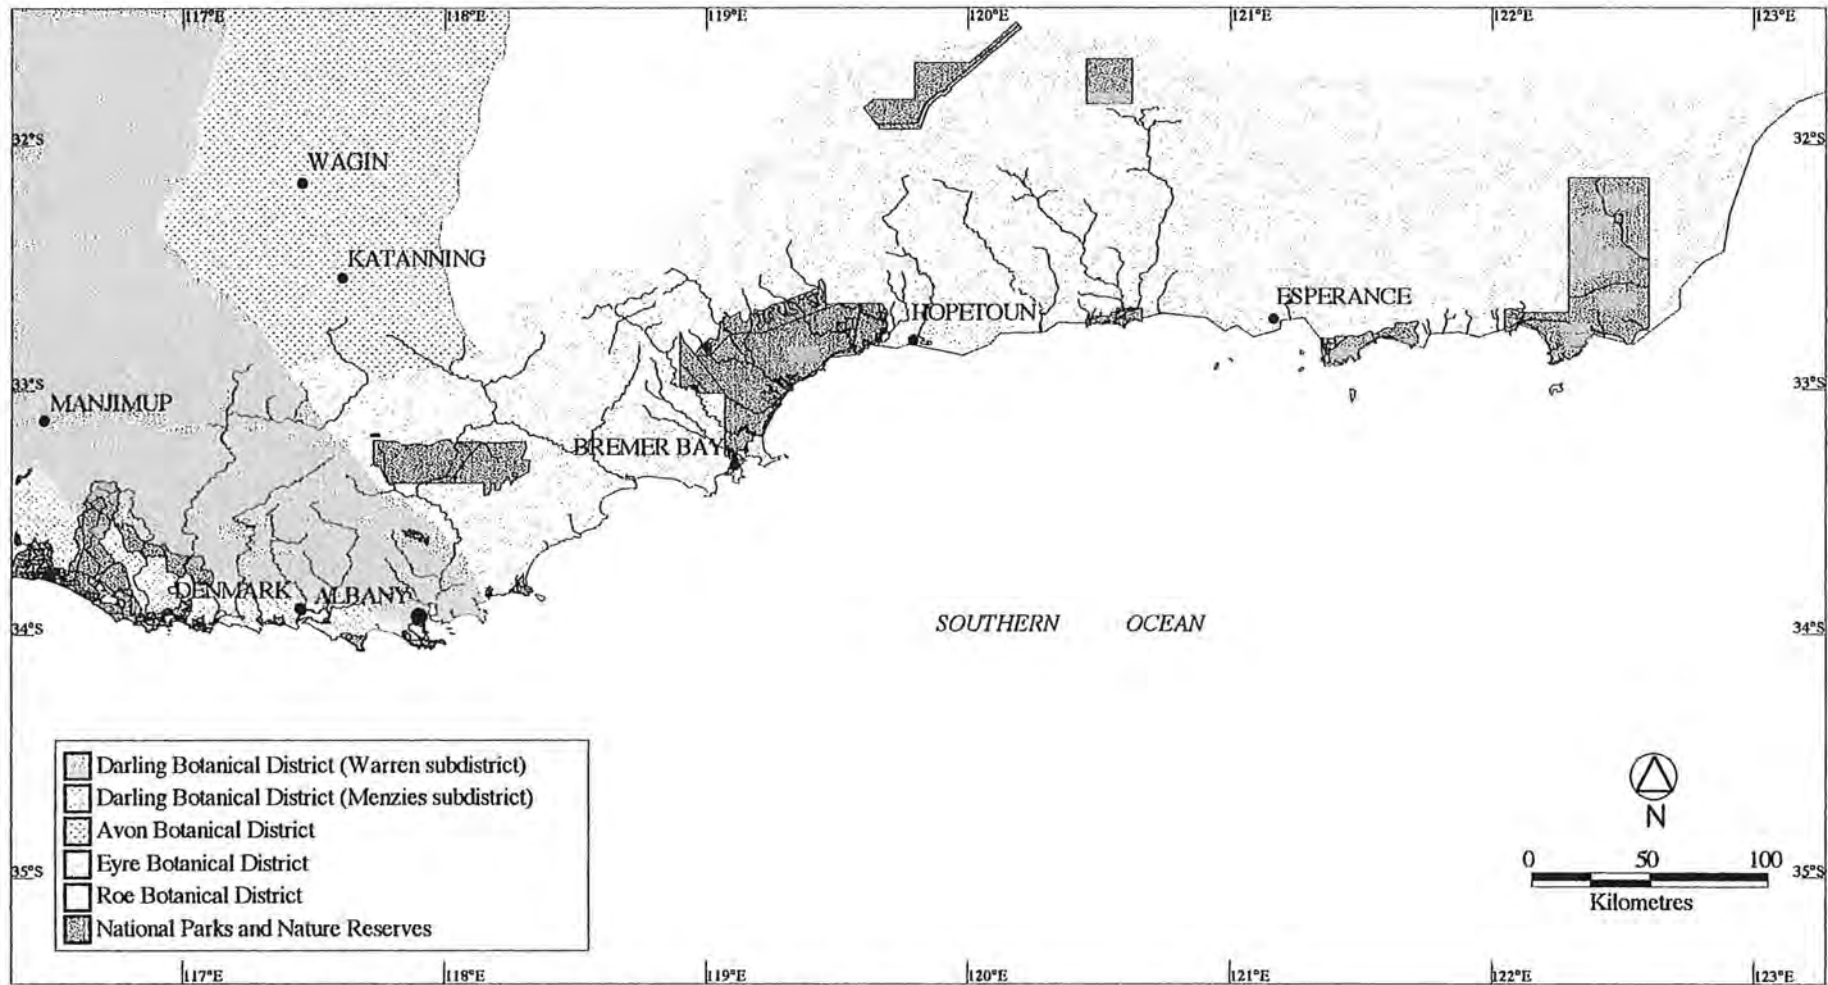 117°E 118°E 119°E 120°E 121°E 122°E 123°E
32°S 32°S
WAGIN
KATANNING
HOPETOUN
ESPERANCE
33°S 33°S
MANJIMUP
BREMER BAY
DENMARK
ALBANY
34°S 34°S
SOUTHERN OCEAN
Darling Botanical District (Warren subdistrict)
Darling Botanical District (Menzies subdistrict)
Avon Botanical District
Eyre Botanical District
Roe Botanical District
National Parks and Nature Reserves
N
0 50 100
Kilometres
35°S 35°S
117°E 118°E 119°E 120°E 121°E 122°E 123°E